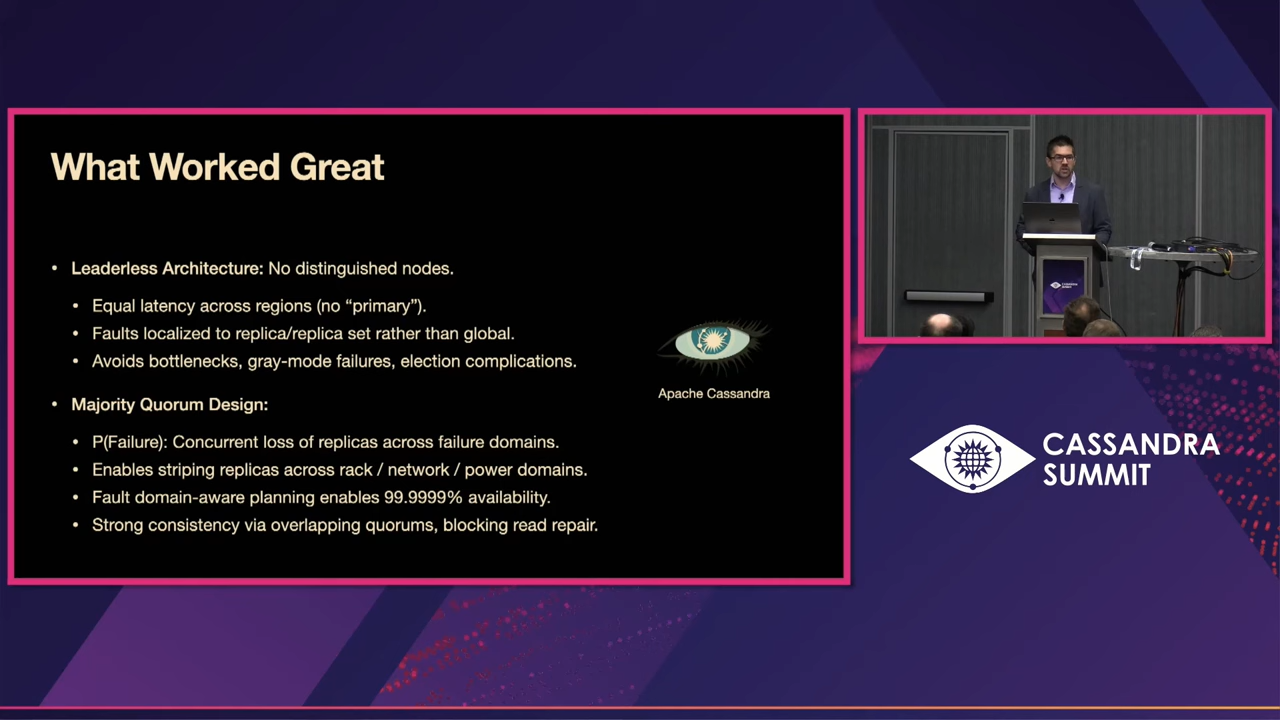 What Worked Great
• Leaderless Architecture: No distinguished nodes.
• Equal latency across regions (no “primary”).
• Faults localized to replica/replica set rather than global.
• Avoids bottlenecks, gray-mode failures, election complications.
• Majority Quorum Design:
• P(Failure): Concurrent loss of replicas across failure domains.
• Enables striping replicas across rack / network / power domains.
• Fault domain-aware planning enables 99.9999% availability.
• Strong consistency via overlapping quorums, blocking read repair.
Apache Cassandra
CASSANDRA
SUMMIT